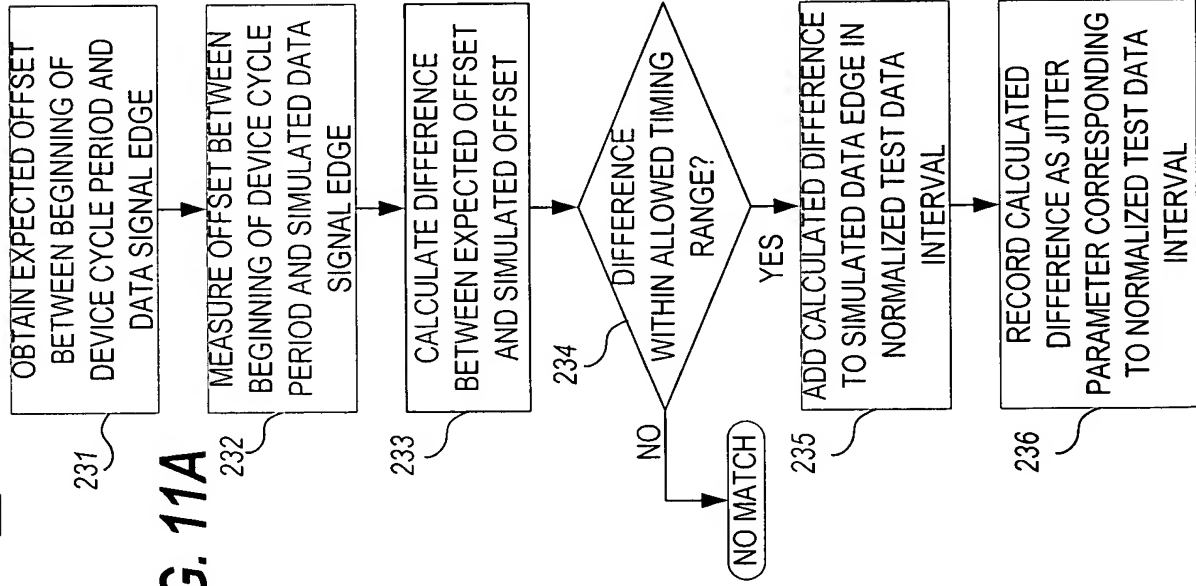 OBTAIN EXPECTED OFFSET
BETWEEN BEGINNING OF
DEVICE CYCLE PERIOD AND
DATA SIGNAL EDGE
231
MEASURE OFFSET BETWEEN
BEGINNING OF DEVICE CYCLE
PERIOD AND SIMULATED DATA
SIGNAL EDGE
232
CALCULATE DIFFERENCE
BETWEEN EXPECTED OFFSET
AND SIMULATED OFFSET
233
DIFFERENCE
WITHIN ALLOWED TIMING
RANGE?
234
NO
NO MATCH
YES
ADD CALCULATED DIFFERENCE
TO SIMULATED DATA EDGE IN
NORMALIZED TEST DATA
INTERVAL
235
RECORD CALCULATED
DIFFERENCE AS JITTER
PARAMETER CORRESPONDING
TO NORMALIZED TEST DATA
INTERVAL
236
G. 11A